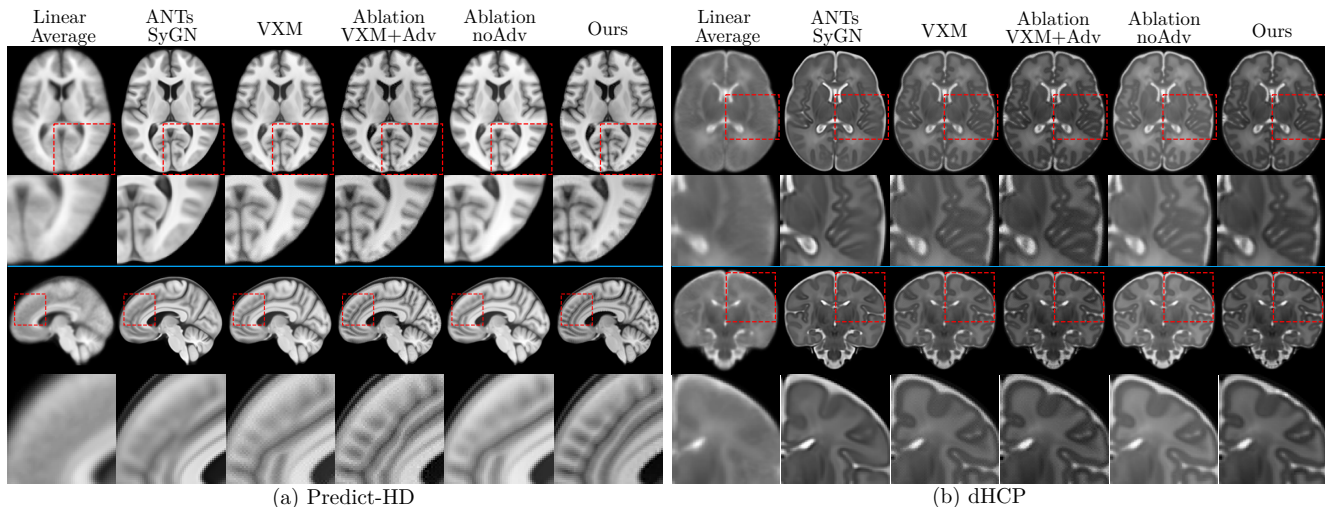 Linear Average
ANTs SyGN
VXM
Ablation VXM+Adv
Ablation noAdv
Ours
Linear Average
ANTs SyGN
VXM
Ablation VXM+Adv
Ablation noAdv
Ours
(a) Predict-HD
(b) dHCP